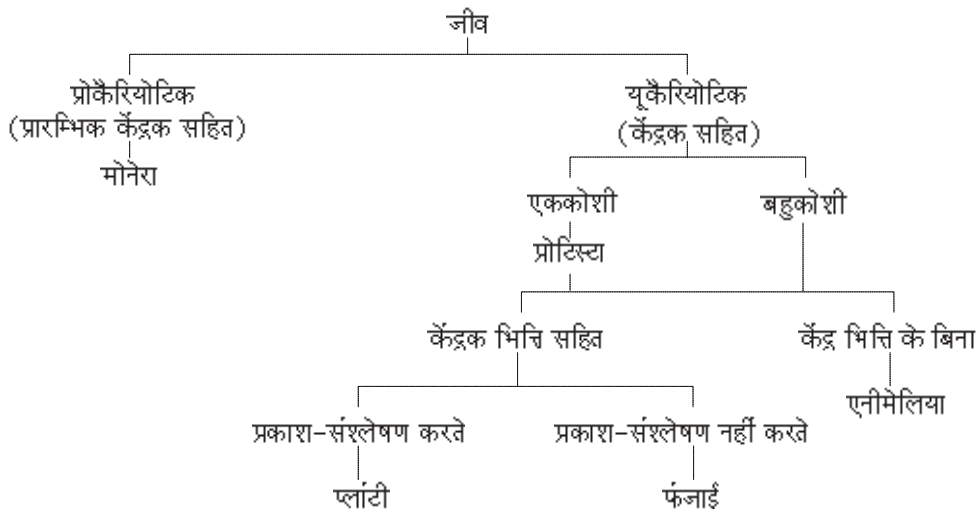 जीव
प्रोकैरियोटिक
(प्रारम्भिक केंद्रक सहित)
मोनेरा
यूकैरियोटिक
(केंद्रक सहित)
एककोशी
बहुकोशी
प्रोटिस्टा
केंद्रक भित्ति सहित
केंद्र भित्ति के बिना
एनीमेलिया
प्रकाश-संश्लेषण करते
प्रकाश-संश्लेषण नहीं करते
प्लांटी
फंजाई